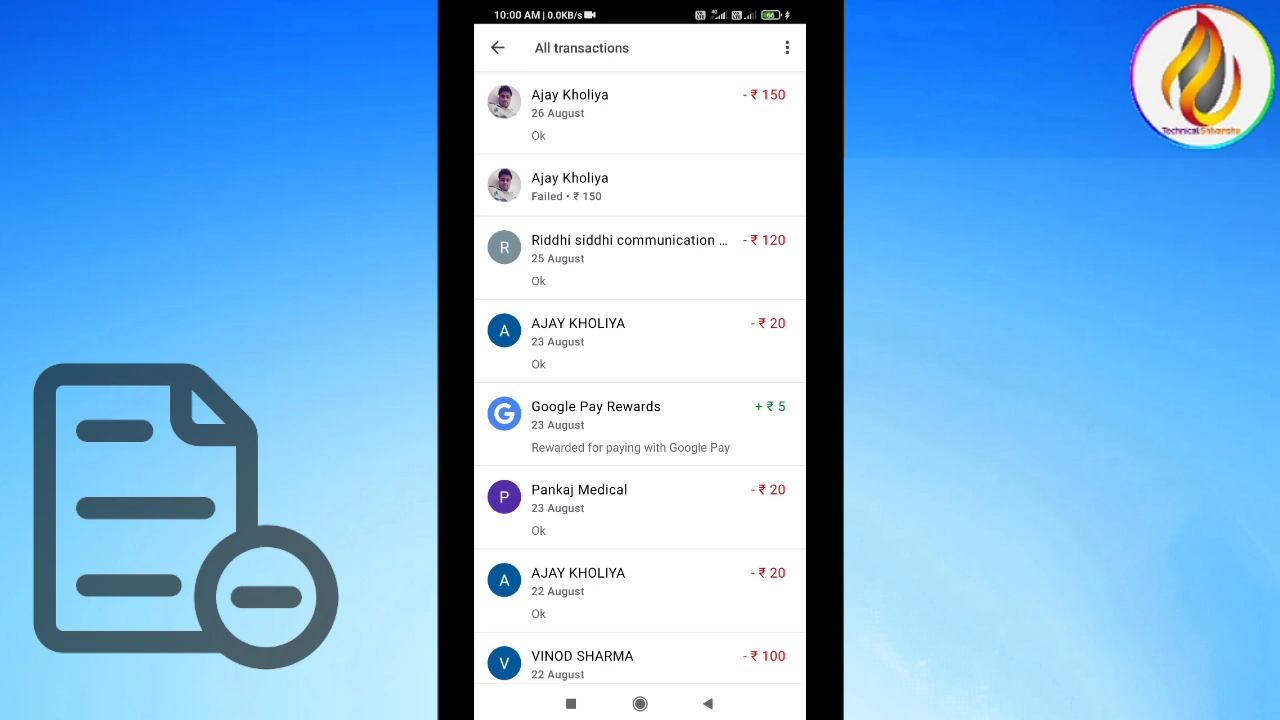 10:00 AM | 0.0KB/s
66
Technical Shivanshu
All transactions
Ajay Kholiya - ₹ 150
26 August
Ok
Ajay Kholiya
Failed • ₹ 150
R Riddhi siddhi communication ... - ₹ 120
25 August
Ok
A AJAY KHOLIYA - ₹ 20
23 August
Ok
G Google Pay Rewards + ₹ 5
23 August
Rewarded for paying with Google Pay
P Pankaj Medical - ₹ 20
23 August
Ok
A AJAY KHOLIYA - ₹ 20
22 August
Ok
V VINOD SHARMA - ₹ 100
22 August